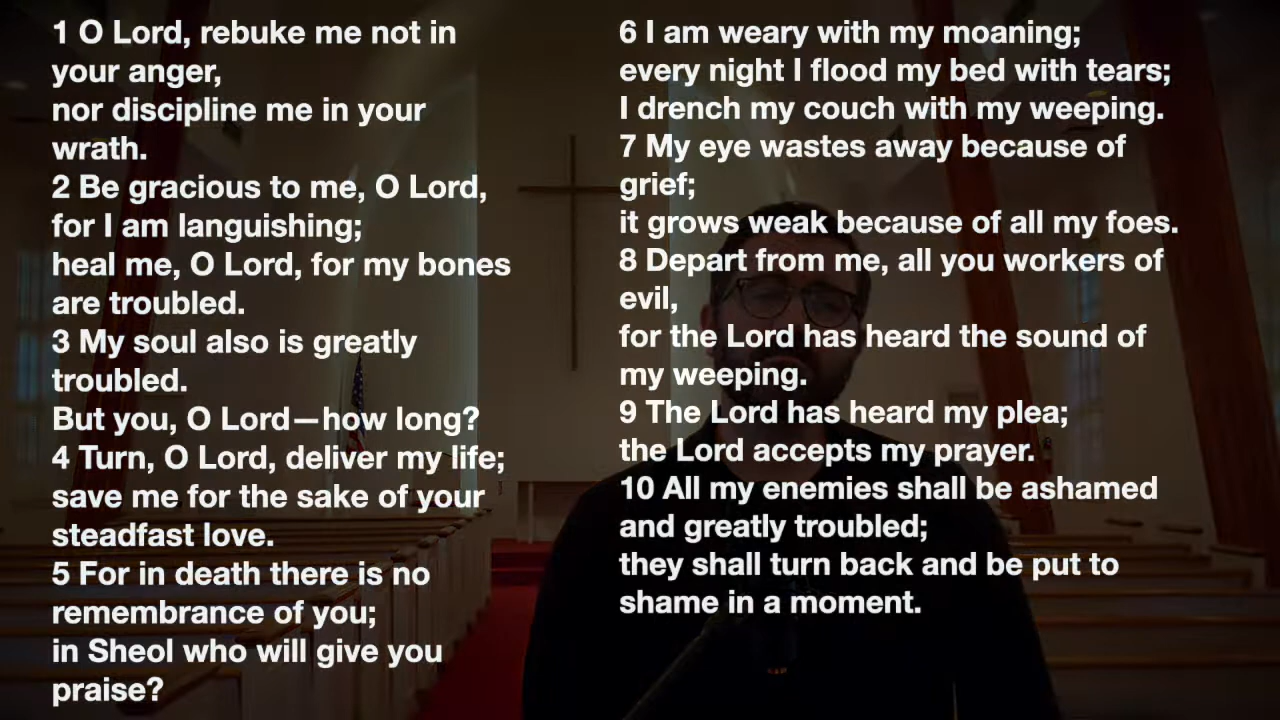 1 O Lord, rebuke me not in
your anger,
nor discipline me in your
wrath.
2 Be gracious to me, O Lord,
for I am languishing;
heal me, O Lord, for my bones
are troubled.
3 My soul also is greatly
troubled.
But you, O Lord—how long?
4 Turn, O Lord, deliver my life;
save me for the sake of your
steadfast love.
5 For in death there is no
remembrance of you;
in Sheol who will give you
praise?
6 I am weary with my moaning;
every night I flood my bed with tears;
I drench my couch with my weeping.
7 My eye wastes away because of
grief;
it grows weak because of all my foes.
8 Depart from me, all you workers of
evil,
for the Lord has heard the sound of
my weeping.
9 The Lord has heard my plea;
the Lord accepts my prayer.
10 All my enemies shall be ashamed
and greatly troubled;
they shall turn back and be put to
shame in a moment.